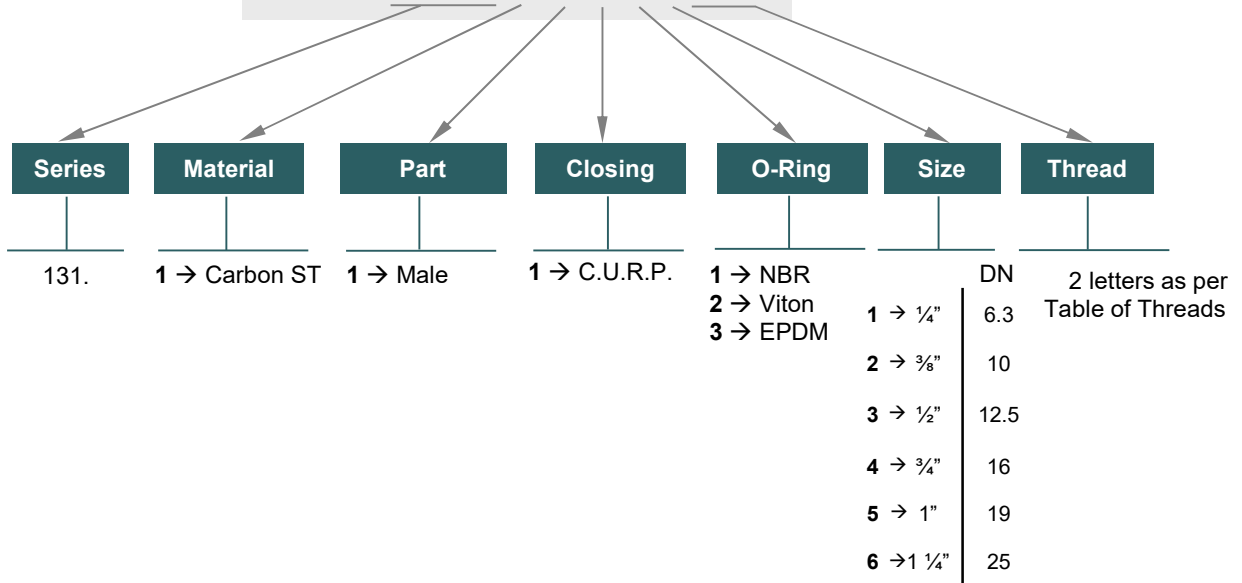 Series Material Part Closing O-Ring Size Thread
131.
1 → Carbon ST
1 → Male
1 → C.U.R.P.
1 → NBR
2 → Viton
3 → EPDM
DN
1 → ¼” 6.3
2 → ⅜” 10
3 → ½” 12.5
4 → ¾” 16
5 → 1” 19
6 →1 ¼” 25
2 letters as per
Table of Threads